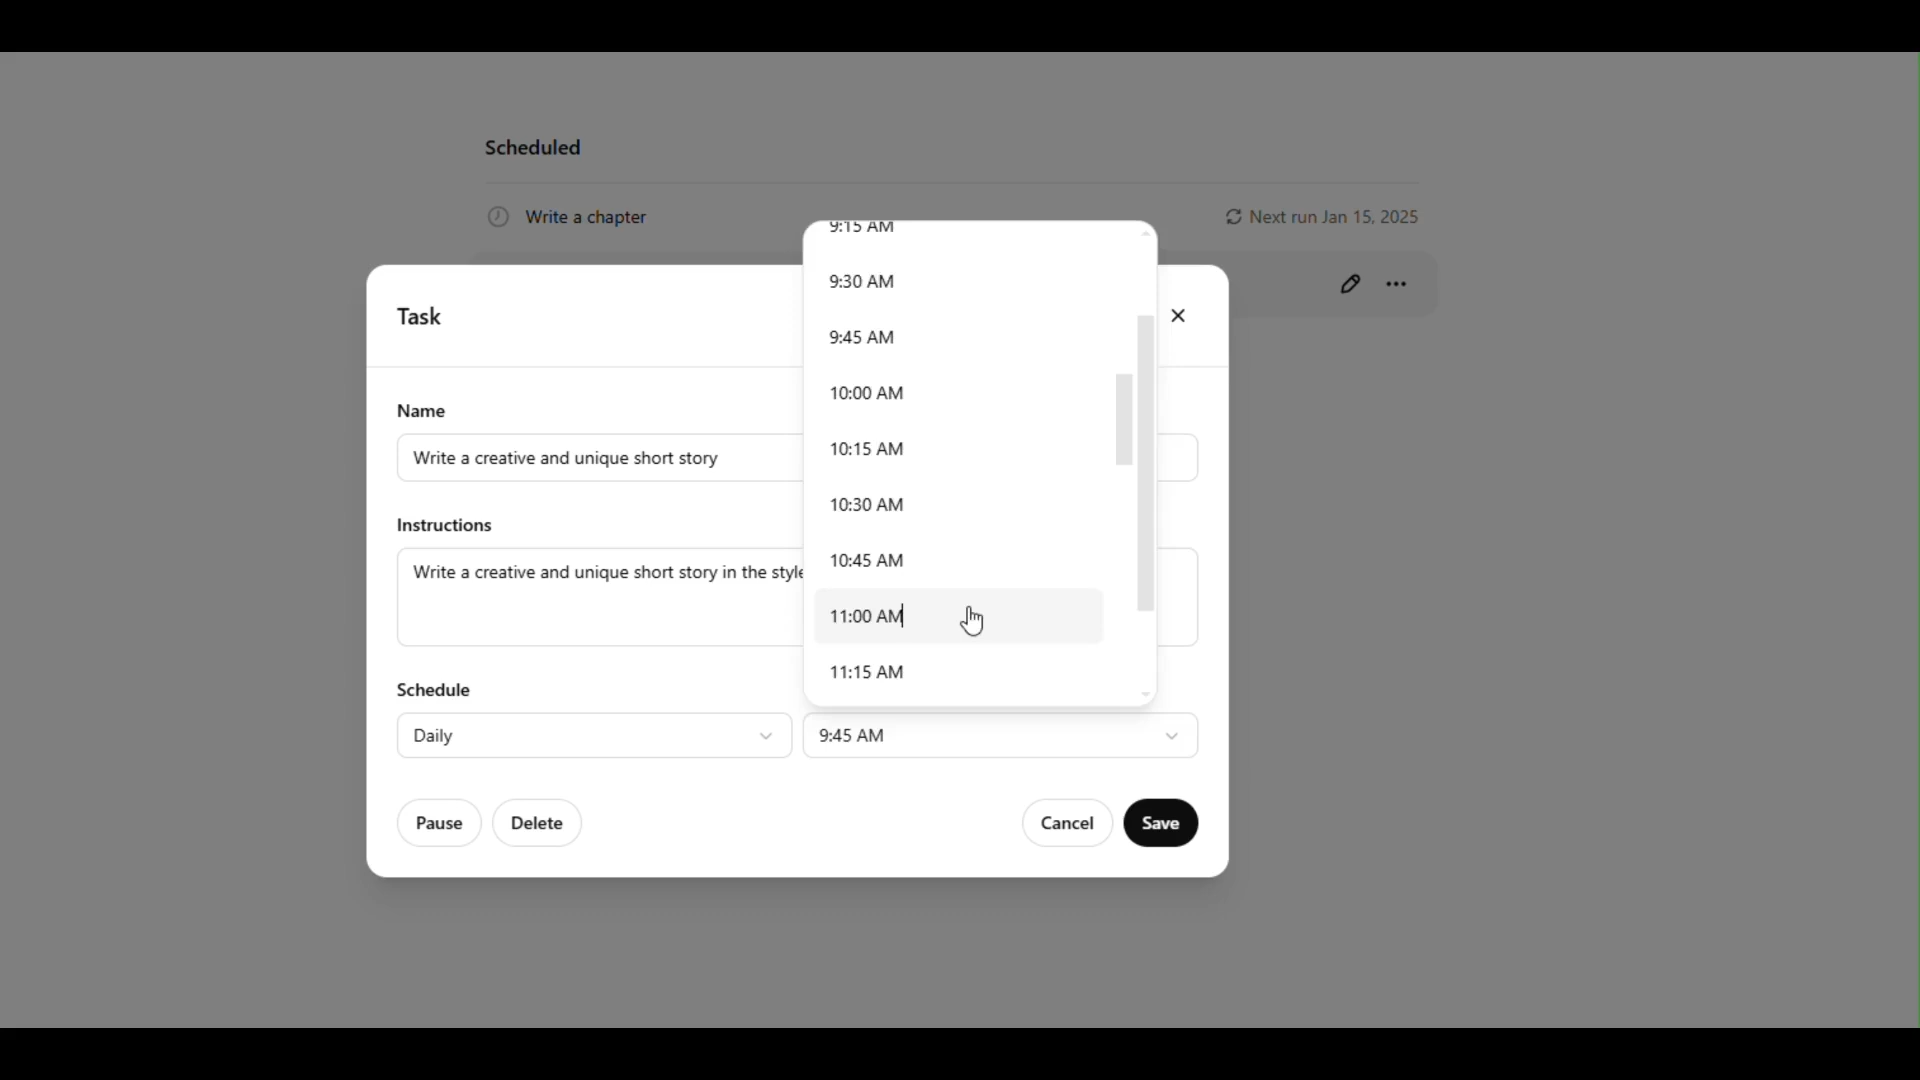 Scheduled
Write a chapter
Next run Jan 15, 2025
Task
Name
Write a creative and unique short story
Instructions
Write a creative and unique short story in the style
Schedule
Daily
9:45 AM
9:15 AM
9:30 AM
9:45 AM
10:00 AM
10:15 AM
10:30 AM
10:45 AM
11:00 AM
11:15 AM
Pause
Delete
Cancel
Save